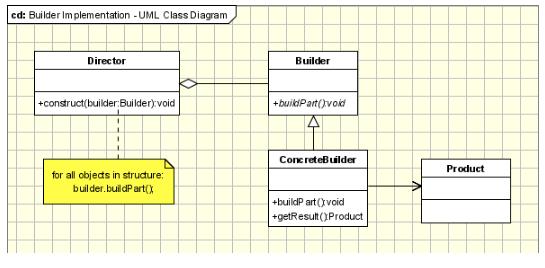 cd: Builder Implementation - UML Class Diagram
Director
+construct(builder:Builder):void
Builder
+buildPart():void
for all objects in structure:
builder.buildPart();
ConcreteBuilder
+buildPart():void
+getResult():Product
Product